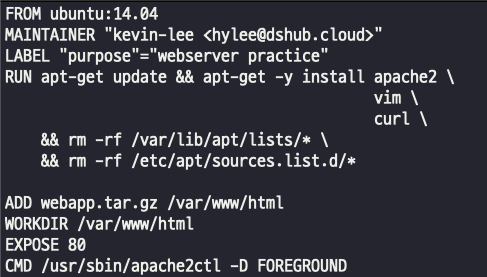 FROM ubuntu:14.04
MAINTAINER "kevin-lee <hylee@dshub.cloud>"
LABEL "purpose"="webserver practice"
RUN apt-get update && apt-get -y install apache2 \
                                         vim \
                                         curl \
    && rm -rf /var/lib/apt/lists/* \
    && rm -rf /etc/apt/sources.list.d/*

ADD webapp.tar.gz /var/www/html
WORKDIR /var/www/html
EXPOSE 80
CMD /usr/sbin/apache2ctl -D FOREGROUND